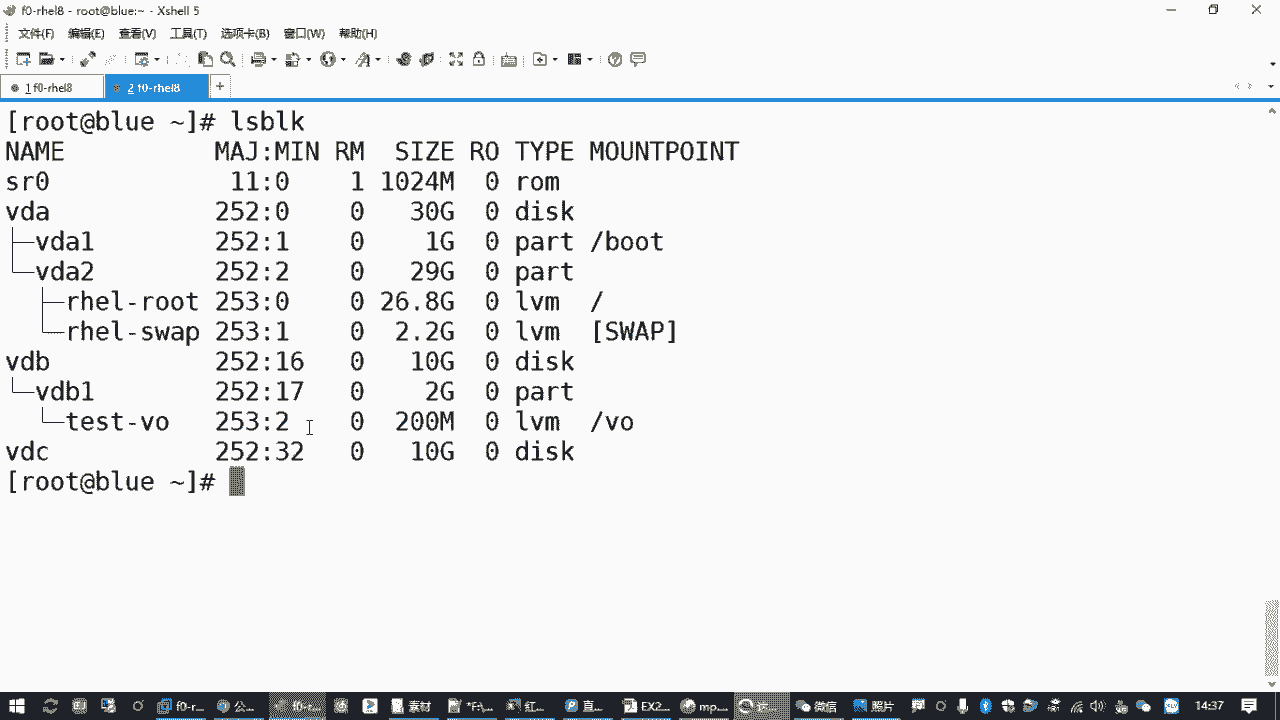 f0-rhel8 - root@blue:~ - Xshell 5
文件(F) 编辑(E) 查看(V) 工具(T) 选项卡(B) 窗口(W) 帮助(H)
1 f0-rhel8 2 f0-rhel8 +
[root@blue ~]# lsblk
NAME MAJ:MIN RM SIZE RO TYPE MOUNTPOINT
sr0 11:0 1 1024M 0 rom
vda 252:0 0 30G 0 disk
├─vda1 252:1 0 1G 0 part /boot
└─vda2 252:2 0 29G 0 part
├─rhel-root 253:0 0 26.8G 0 lvm /
└─rhel-swap 253:1 0 2.2G 0 lvm [SWAP]
vdb 252:16 0 10G 0 disk
└─vdb1 252:17 0 2G 0 part
└─test-vo 253:2 0 200M 0 lvm /vo
vdc 252:32 0 10G 0 disk
[root@blue ~]#
f0-r... 公... 素材 红... 直... EX2... mp... 微信 照片 14:37